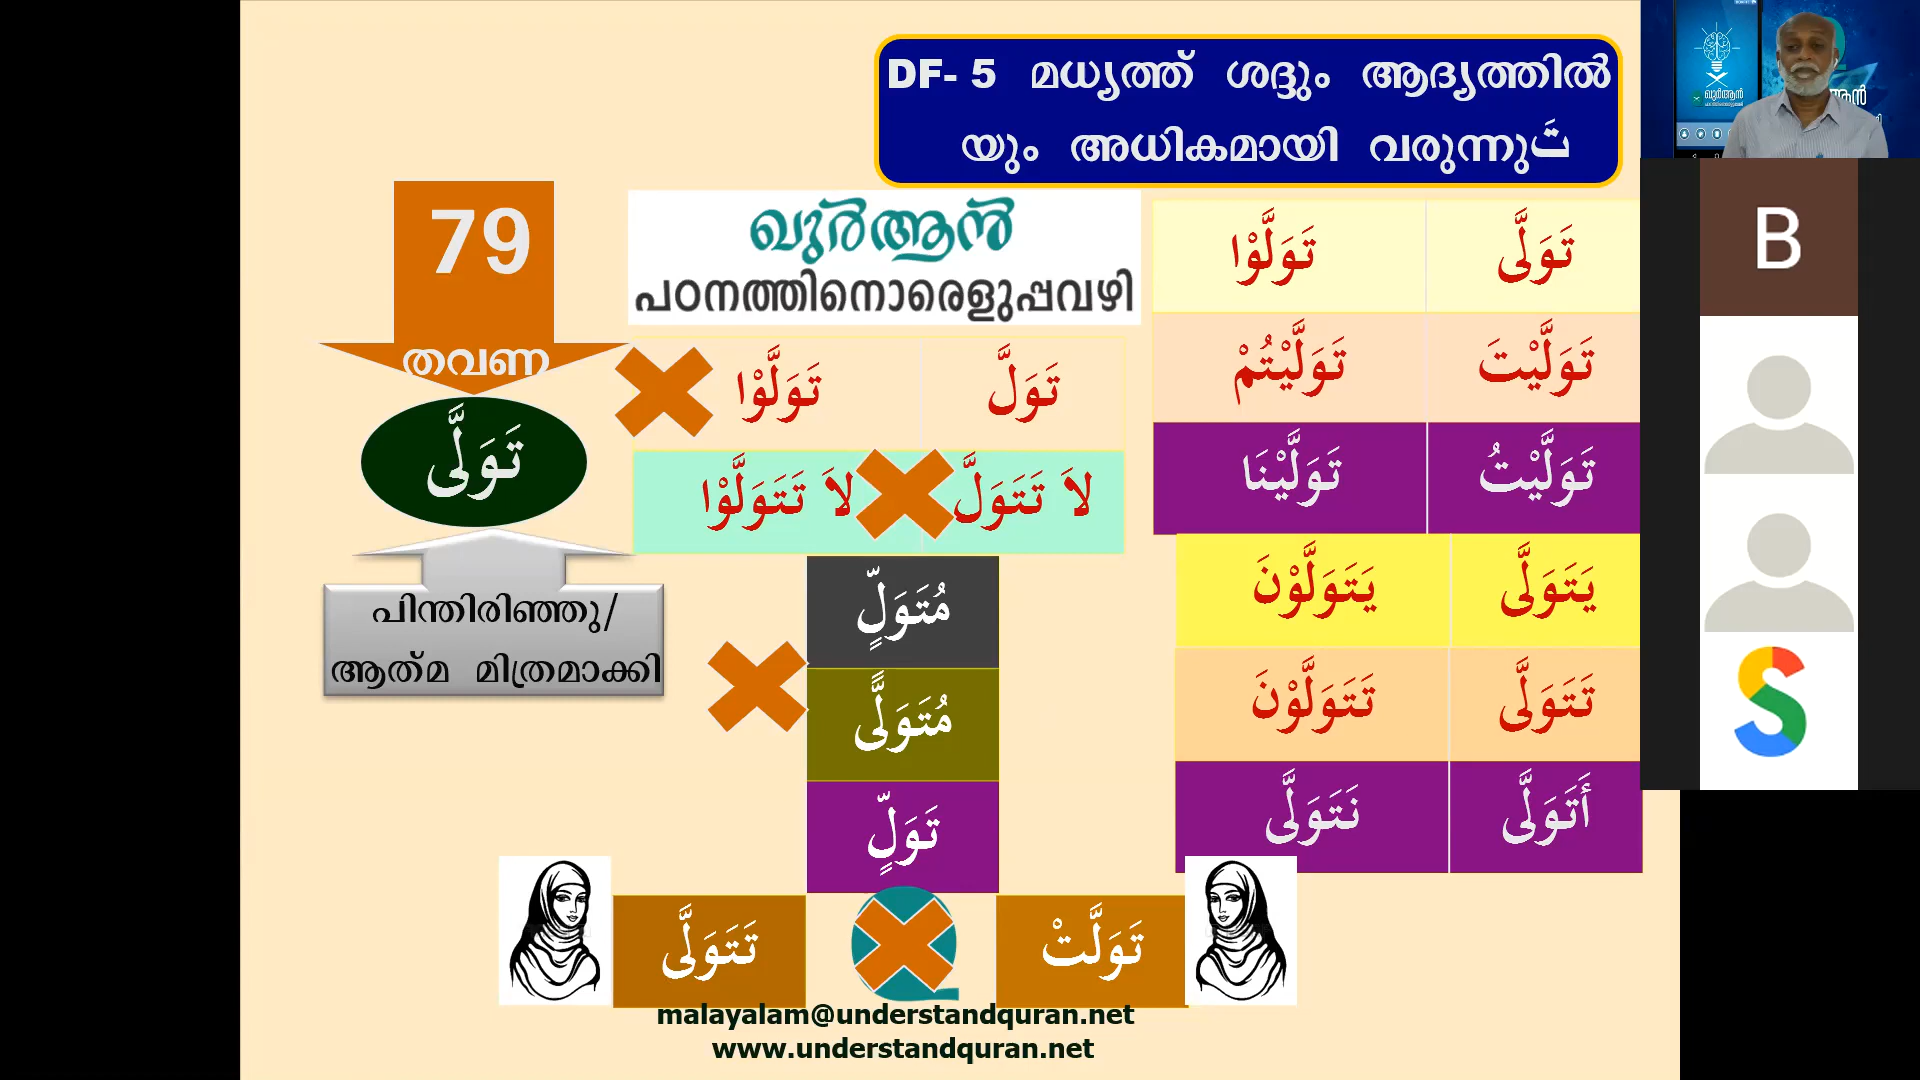 DF- 5 മധ്യത്ത് ശദ്ദും ആദ്യത്തിൽ
യും അധികമായി വരുന്നുتَ
79
തവണ
تَوَلَّى
പിന്തിരിഞ്ഞു/
ആത്മ മിത്രമാക്കി
ഖുർആൻ
പഠനത്തിനൊരെളുപ്പവഴി
تَوَلَّى تَوَلَّوْا
تَوَلَّيْتَ تَوَلَّيْتُمْ
تَوَلَّيْتُ تَوَلَّيْنَا
يَتَوَلَّى يَتَوَلَّوْنَ
تَتَوَلَّى تَتَوَلَّوْنَ
أَتَوَلَّى نَتَوَلَّى
تَوَلَّ تَوَلَّوْا
لاَ تَتَوَلَّ لاَ تَتَوَلَّوْا
مُتَوَلٍّ
مُتَوَلًّى
تَوَلٍّ
تَوَلَّتْ تَتَوَلَّى
malayalam@understandquran.net
www.understandquran.net
B
ഖുർആൻ